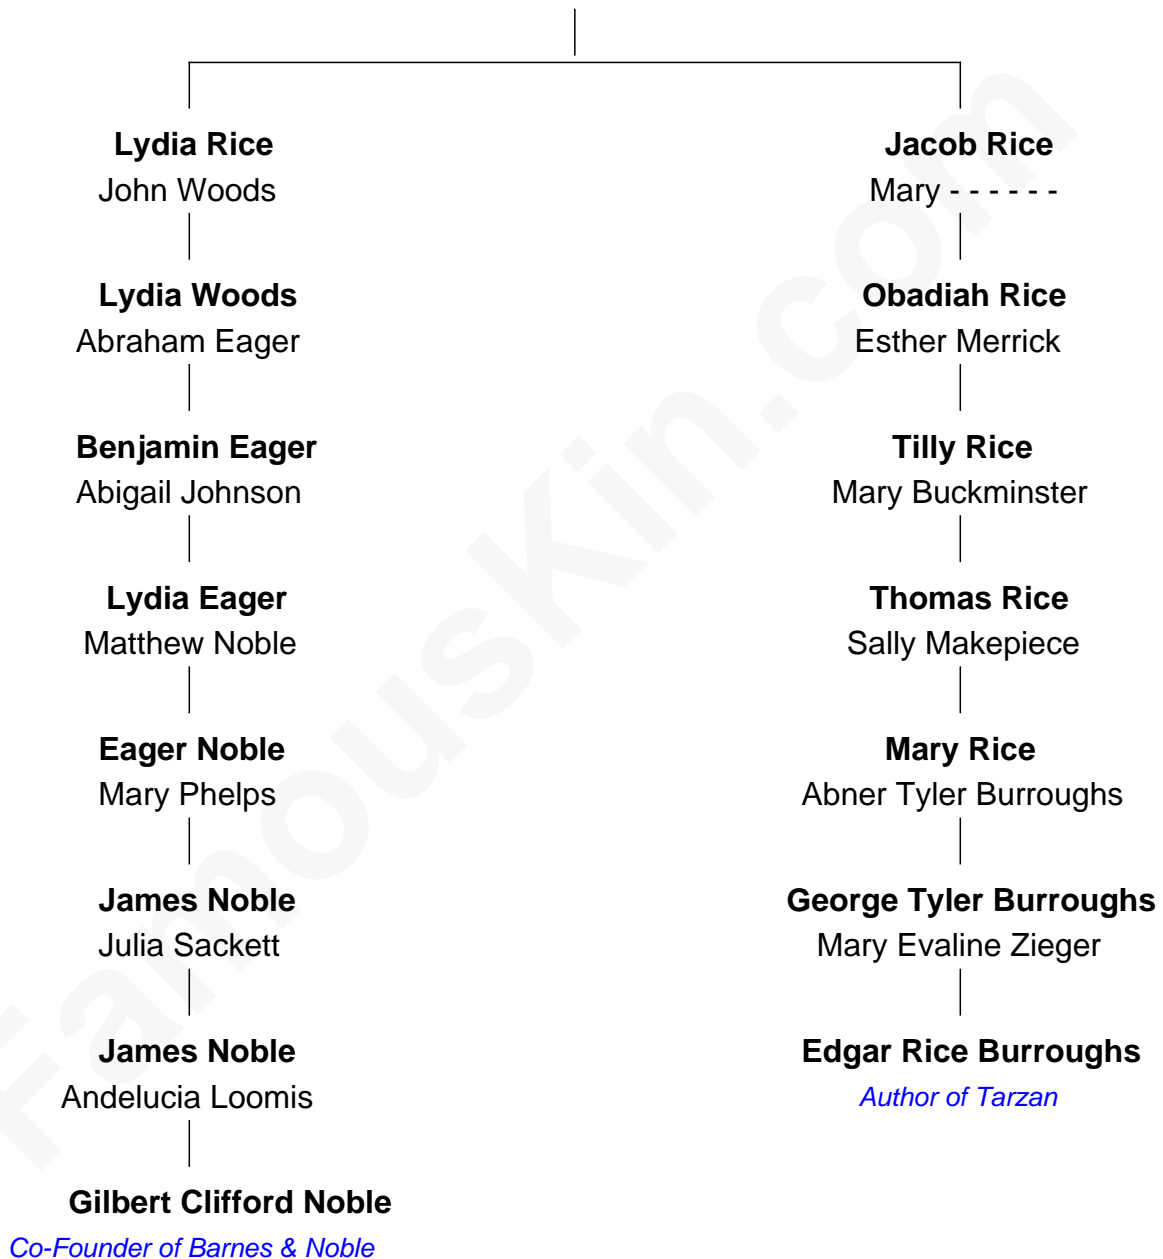 Lydia Rice
John Woods
Lydia Woods
Abraham Eager
Benjamin Eager
Abigail Johnson
Lydia Eager
Matthew Noble
Eager Noble
Mary Phelps
James Noble
Julia Sackett
James Noble
Andelucia Loomis
Gilbert Clifford Noble
Co-Founder of Barnes & Noble
Jacob Rice
Mary - - - - - -
Obadiah Rice
Esther Merrick
Tilly Rice
Mary Buckminster
Thomas Rice
Sally Makepiece
Mary Rice
Abner Tyler Burroughs
George Tyler Burroughs
Mary Evaline Zieger
Edgar Rice Burroughs
Author of Tarzan
FamousKin.com